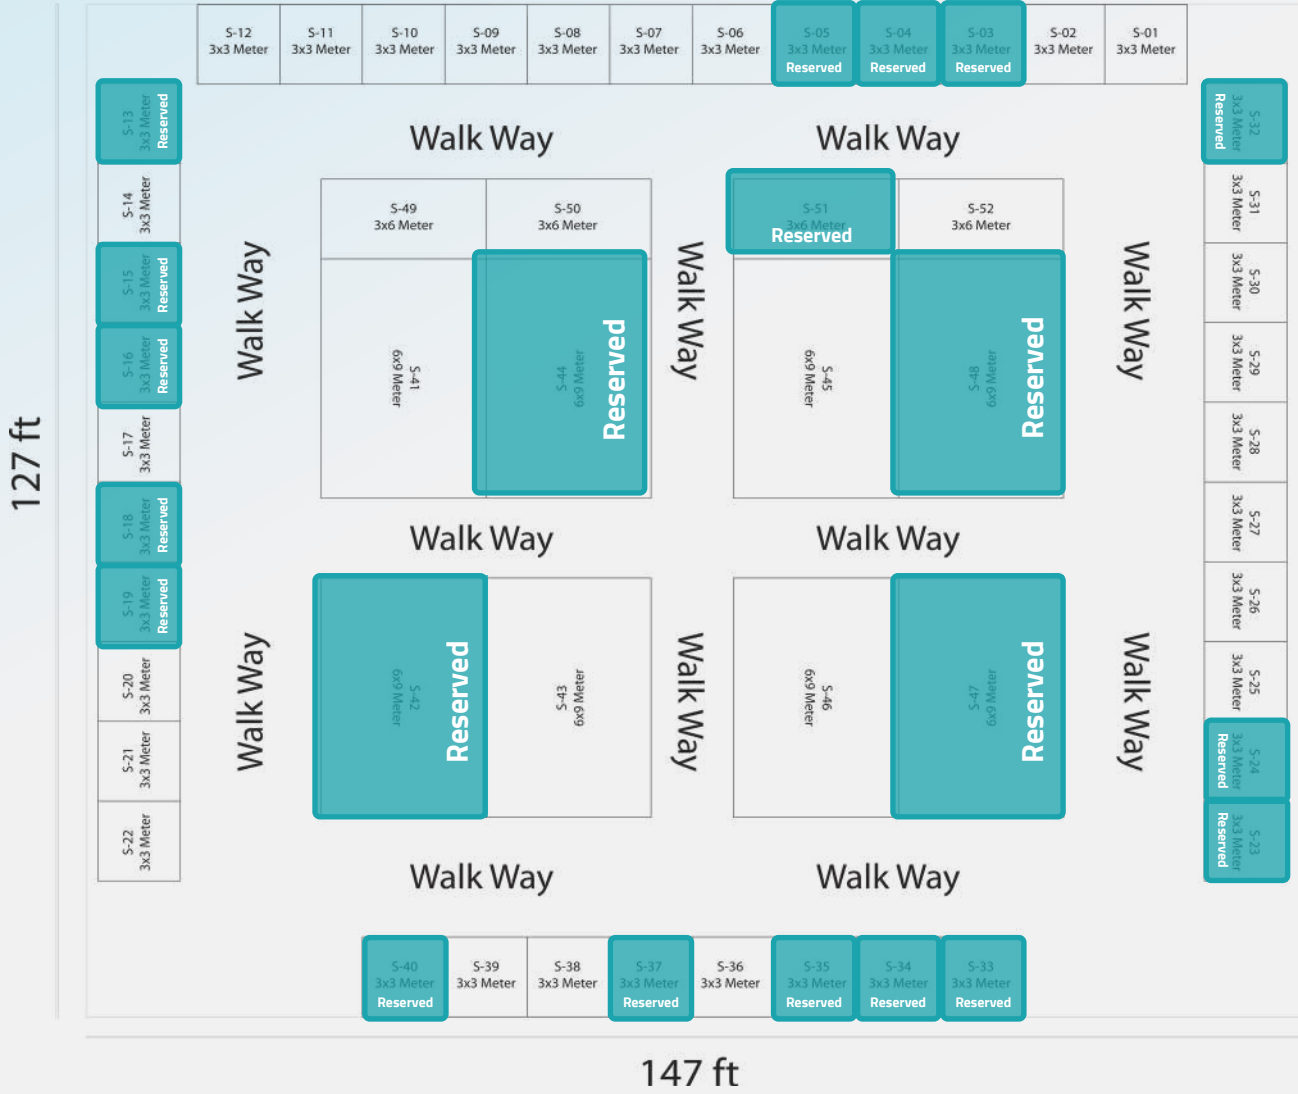 S-12
3x3 Meter
S-11
3x3 Meter
S-10
3x3 Meter
S-09
3x3 Meter
S-08
3x3 Meter
S-07
3x3 Meter
S-06
3x3 Meter
S-05
3x3 Meter
Reserved
S-04
3x3 Meter
Reserved
S-03
3x3 Meter
Reserved
S-02
3x3 Meter
S-01
3x3 Meter
S-13
3x3 Meter
Reserved
S-14
3x3 Meter
S-15
3x3 Meter
Reserved
S-16
3x3 Meter
Reserved
S-17
3x3 Meter
S-18
3x3 Meter
Reserved
S-19
3x3 Meter
Reserved
S-20
3x3 Meter
S-21
3x3 Meter
S-22
3x3 Meter
127 ft
Walk Way
Walk Way
Walk Way
Walk Way
S-49
3x6 Meter
S-50
3x6 Meter
S-41
6x9 Meter
S-44
6x9 Meter
Reserved
Walk Way
S-51
3x6 Meter
Reserved
S-52
3x6 Meter
S-45
6x9 Meter
S-48
6x9 Meter
Reserved
Walk Way
Walk Way
Walk Way
S-42
6x9 Meter
Reserved
S-43
6x9 Meter
Walk Way
S-46
6x9 Meter
S-47
6x9 Meter
Reserved
Walk Way
Walk Way
Walk Way
S-32
3x3 Meter
Reserved
S-31
3x3 Meter
S-30
3x3 Meter
S-29
3x3 Meter
S-28
3x3 Meter
S-27
3x3 Meter
S-26
3x3 Meter
S-25
3x3 Meter
S-24
3x3 Meter
Reserved
S-23
3x3 Meter
Reserved
S-40
3x3 Meter
Reserved
S-39
3x3 Meter
S-38
3x3 Meter
S-37
3x3 Meter
Reserved
S-36
3x3 Meter
S-35
3x3 Meter
Reserved
S-34
3x3 Meter
Reserved
S-33
3x3 Meter
Reserved
147 ft